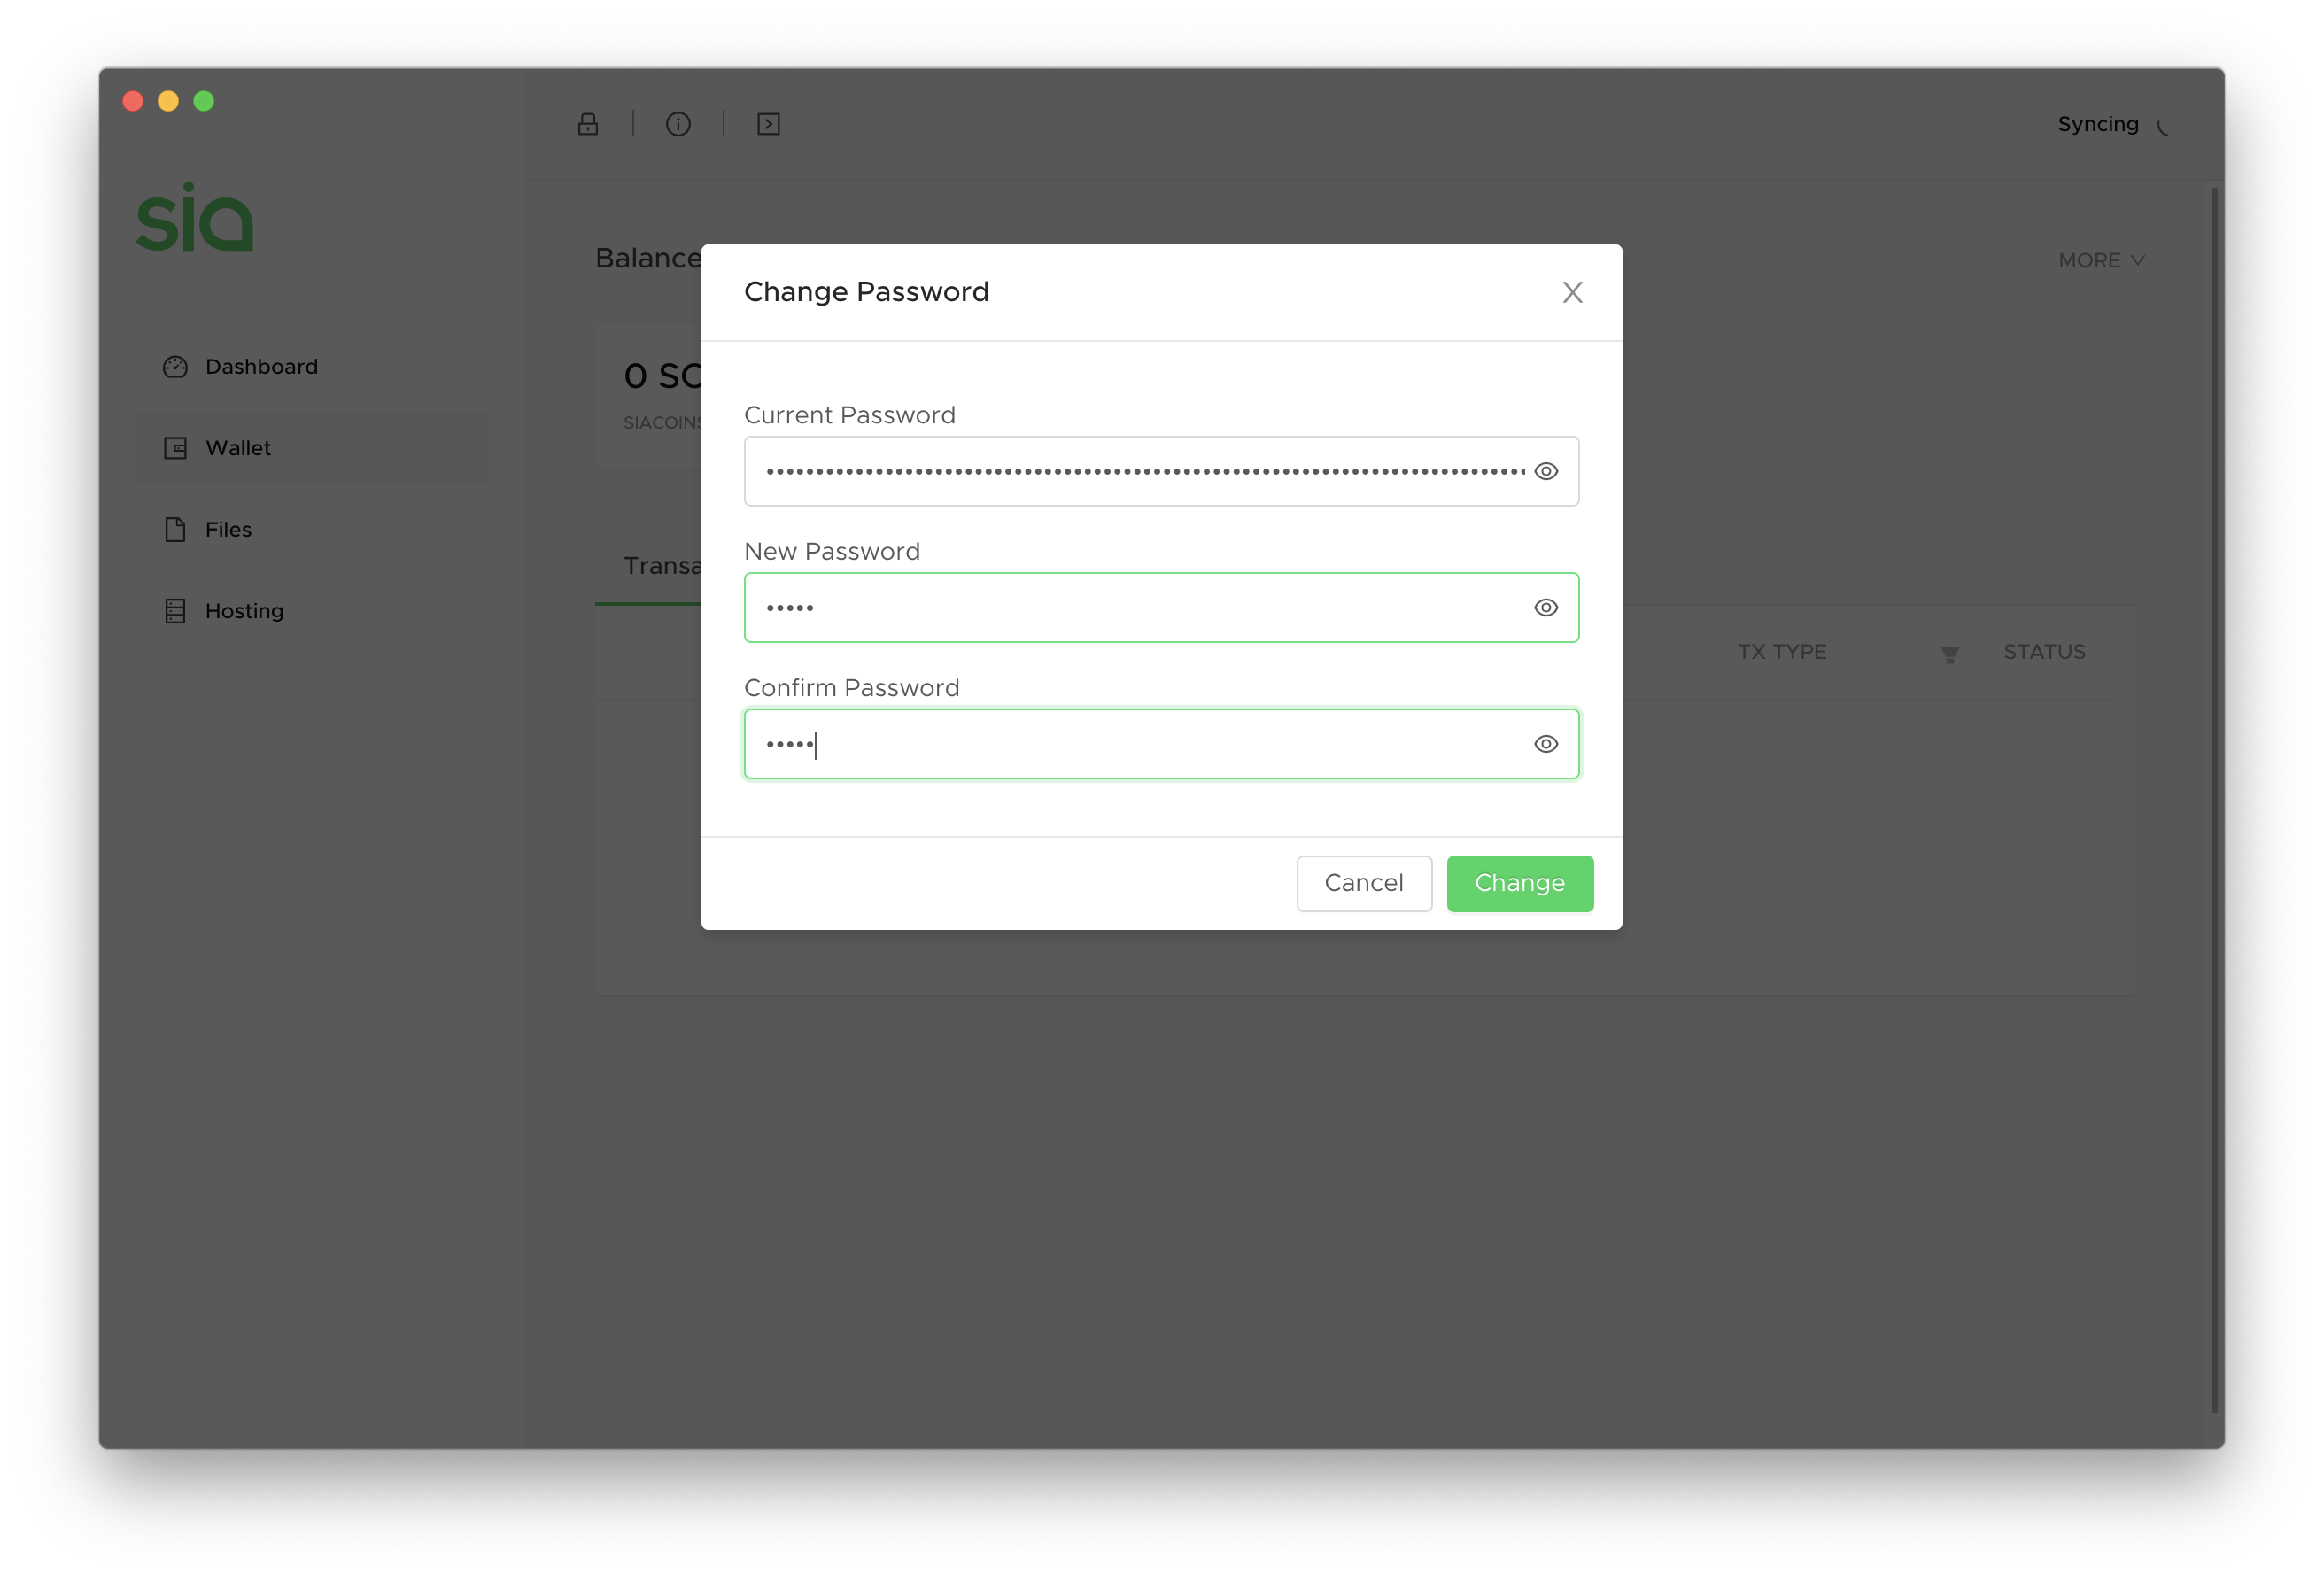 Syncing
sia
Dashboard
Wallet
Files
Hosting
Balance
MORE
0 SC
SIACOINS
Transa
TX TYPE
STATUS
Change Password
Current Password
New Password
Confirm Password
Cancel
Change